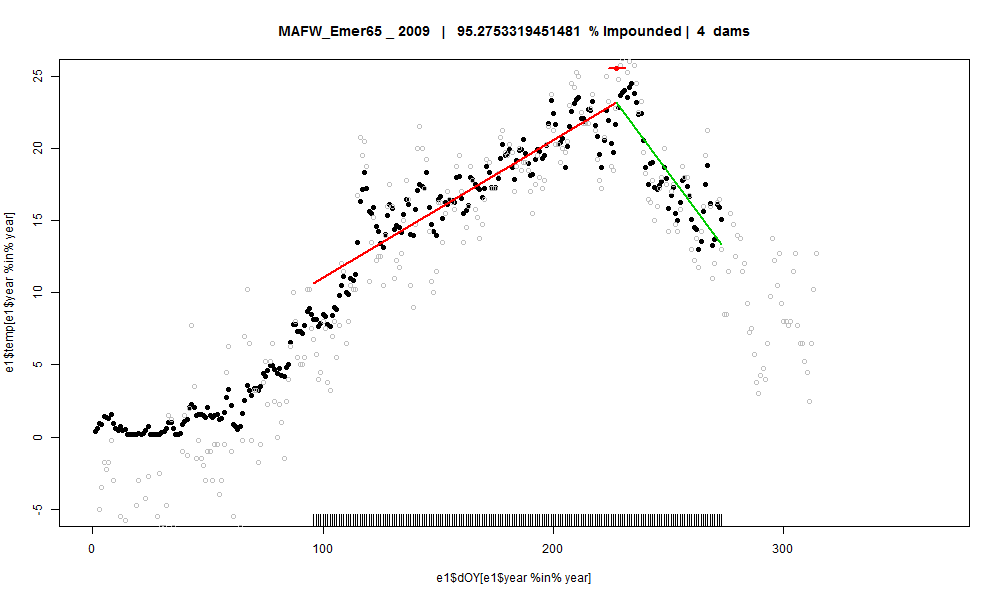 MAFW_Emer65 _ 2009 | 95.2753319451481 % Impounded | 4 dams
e1$temp[e1$year %in% year]
25
20
15
10
5
0
-5
0 100 200 300
e1$dOY[e1$year %in% year]